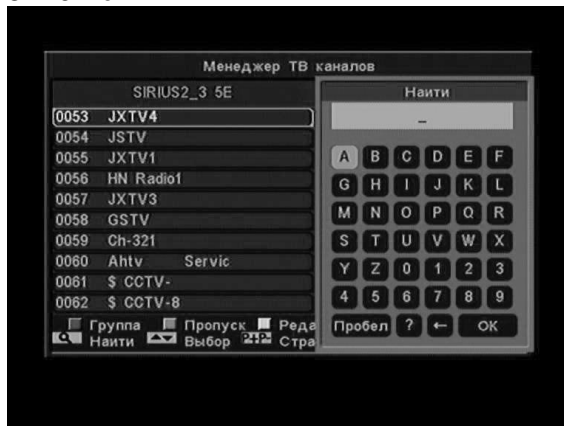 Менеджер ТВ каналов
SIRIUS2_3 5E
0053 JXTV4
0054 JSTV
0055 JXTV1
0056 HN Radio1
0057 JXTV3
0058 GSTV
0059 Ch-321
0060 Ahtv Servic
0061 $ CCTV-
0062 $ CCTV-8
Группа Пропуск Реда
Наити Выбор P+P- Стра
Наити
_
A B C D E F
G H I J K L
M N O P Q R
S T U V W X
Y Z 0 1 2 3
4 5 6 7 8 9
Пробел ? ← OK